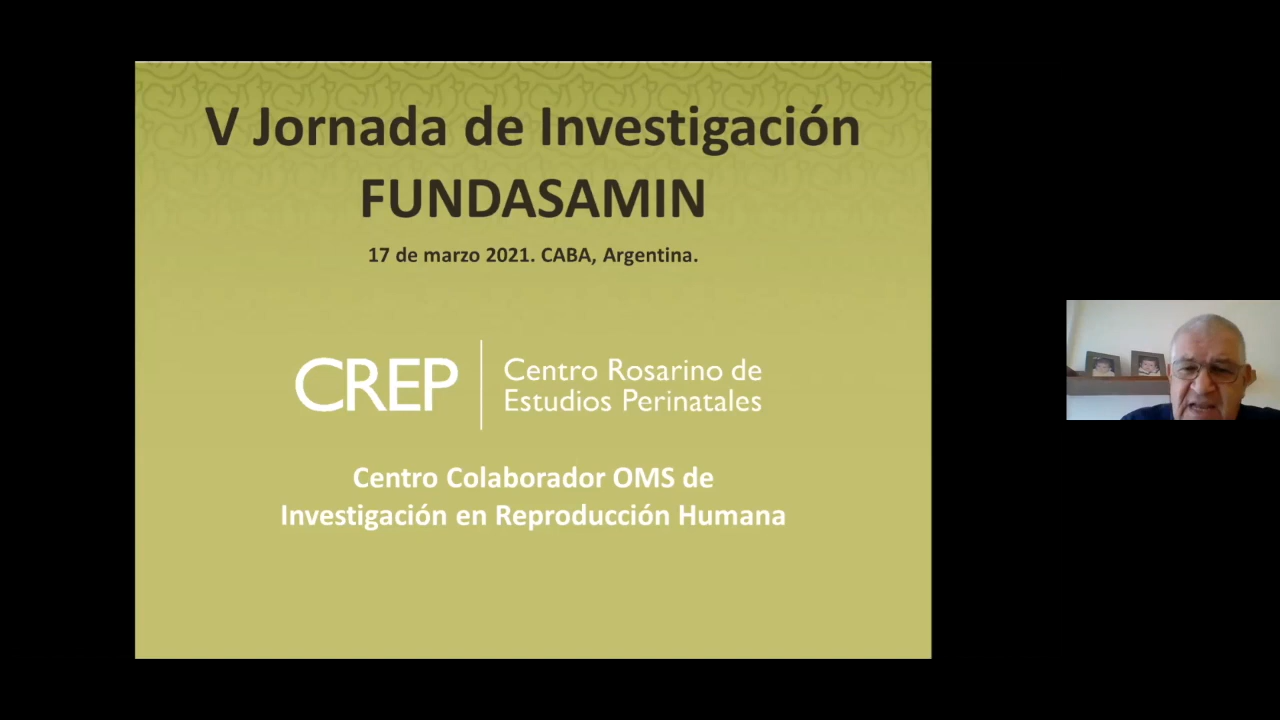 V Jornada de Investigación
FUNDASAMIN
17 de marzo 2021. CABA, Argentina.
CREP
Centro Rosarino de
Estudios Perinatales
Centro Colaborador OMS de
Investigación en Reproducción Humana